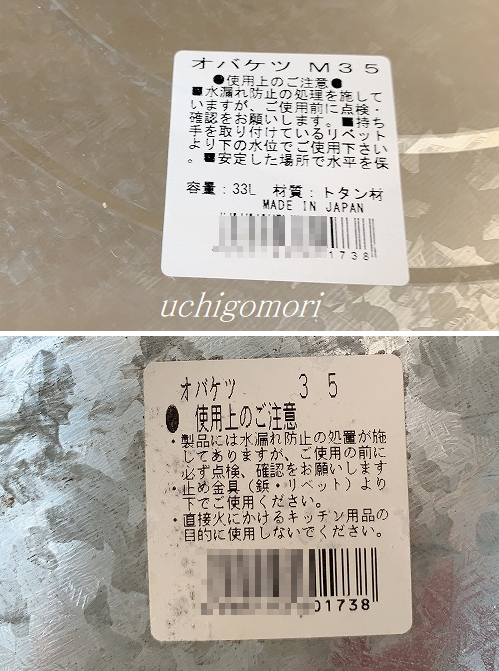 オバケツ M35
●使用上のご注意●
■水漏れ防止の処理を施して
いますが、ご使用前に点検・
確認をお願いします。■持ち
手を取り付けているリベット
より下の水位でご使用下さい
。■安定した場所で水平を保
容量：33L 材質：トタン材
MADE IN JAPAN
1738
uchigomori
オバケツ 35
● 使用上のご注意
・製品には水漏れ防止の処置が施
してありますが、ご使用の前に
必ず点検、確認をお願いします
・止め金具（鋲・リベット）より
下でご使用ください。
・直接火にかけるキッチン用品の
目的に使用しないでください。
01738